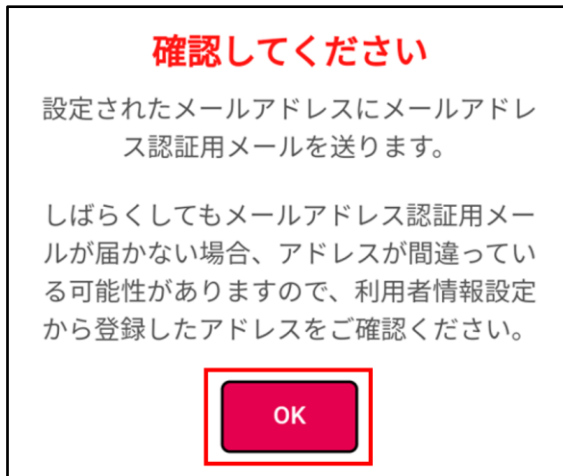 確認してください
設定されたメールアドレスにメールアドレ
ス認証用メールを送ります。
しばらくしてもメールアドレス認証用メー
ルが届かない場合、アドレスが間違ってい
る可能性がありますので、利用者情報設定
から登録したアドレスをご確認ください。
OK